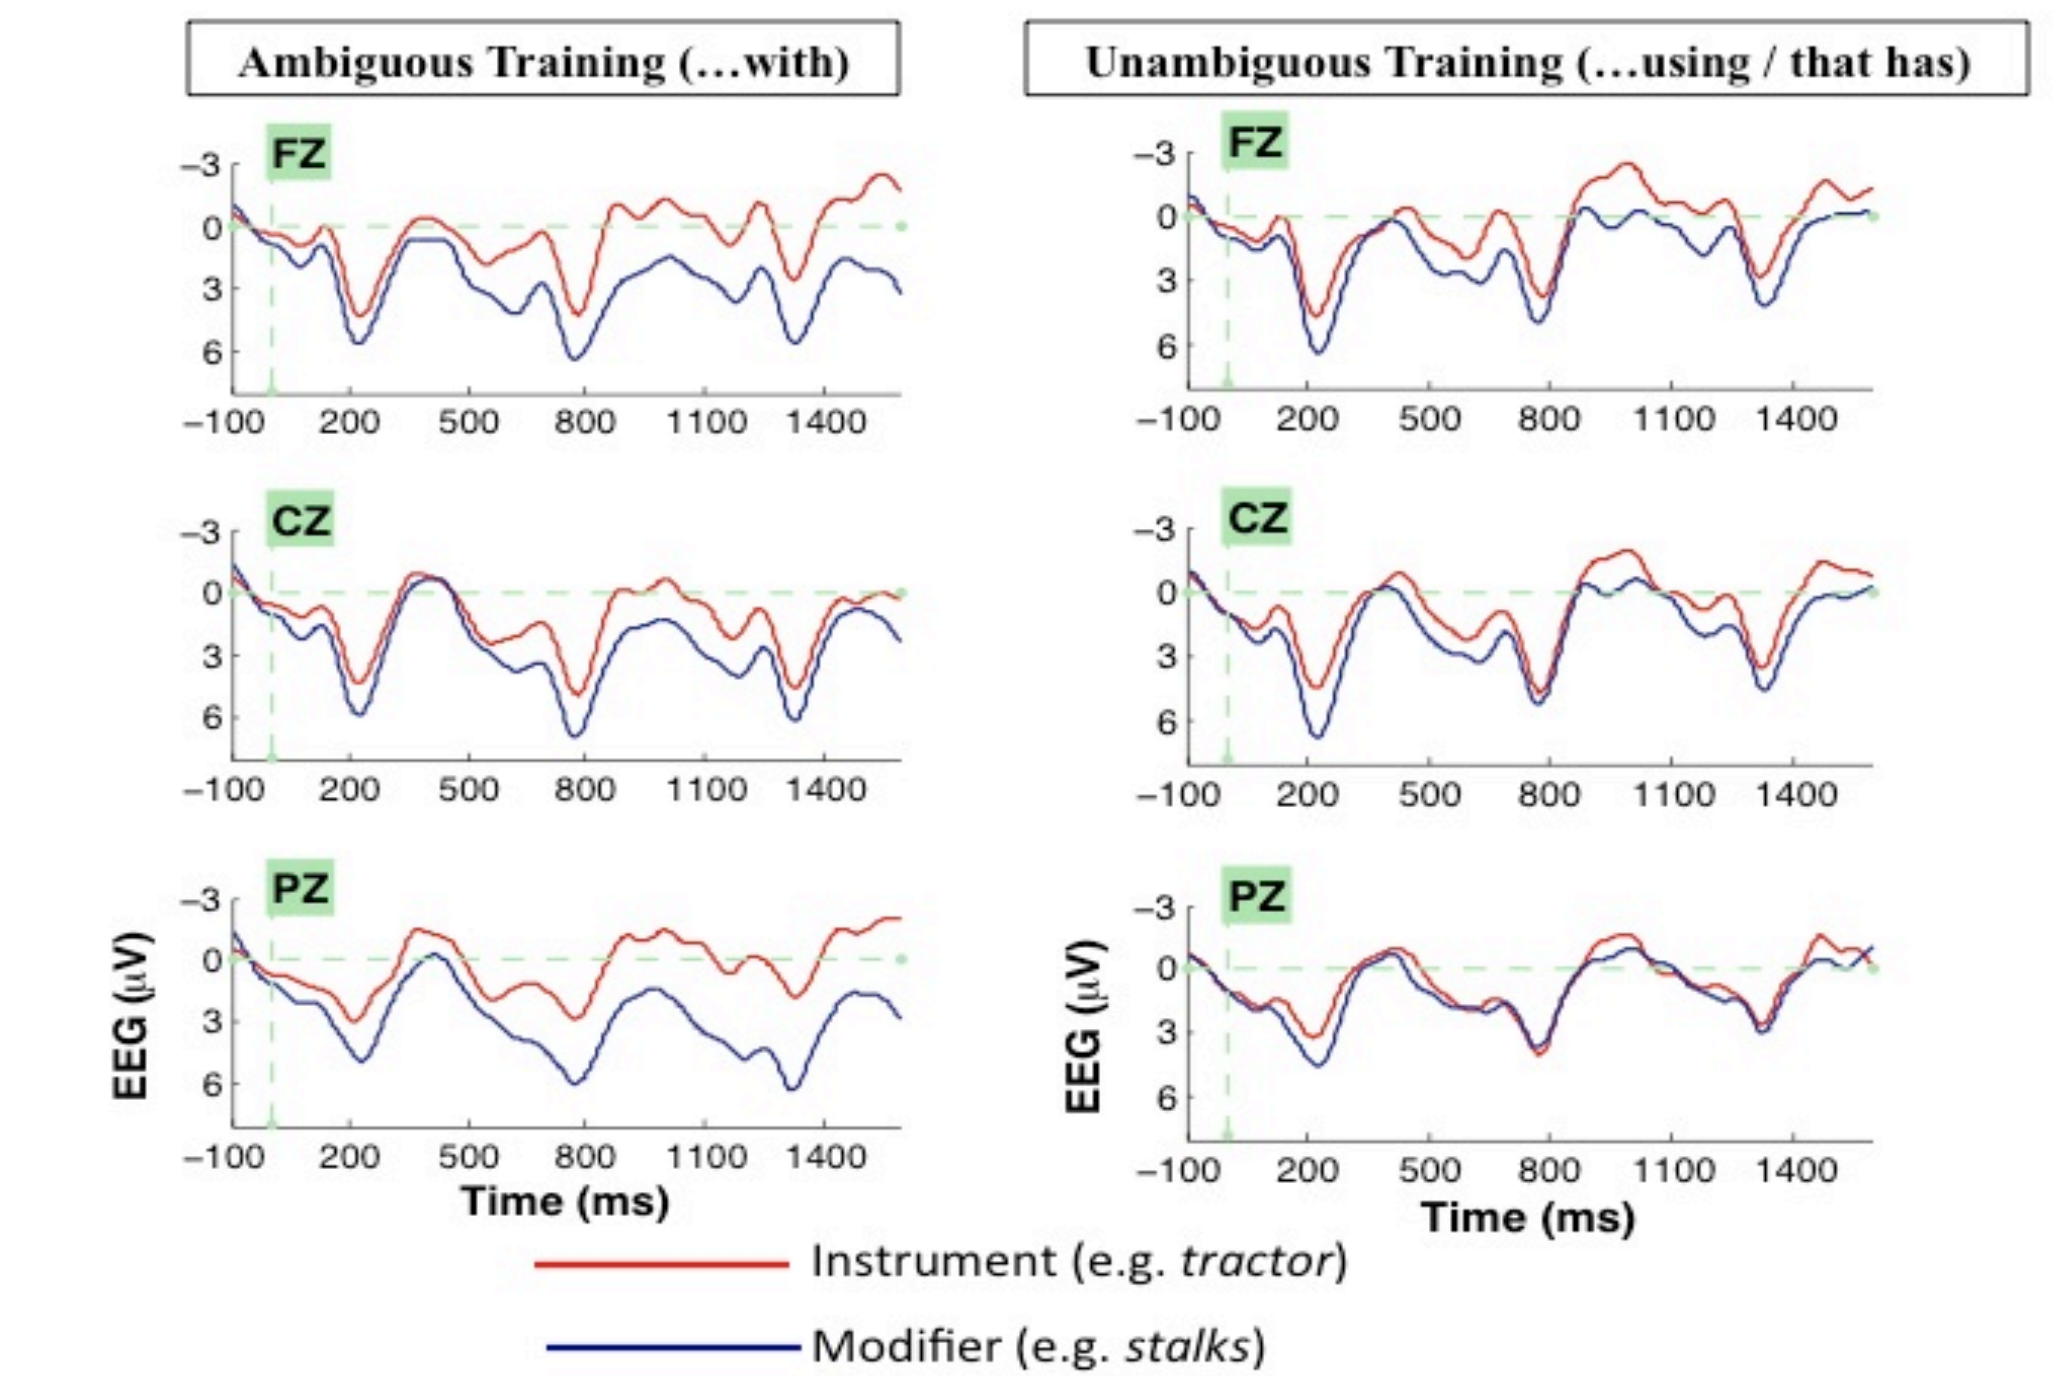 Ambiguous Training (…with)
Unambiguous Training (…using / that has)
FZ
−3
0
3
6
−100 200 500 800 1100 1400
FZ
−3
0
3
6
−100 200 500 800 1100 1400
CZ
−3
0
3
6
−100 200 500 800 1100 1400
CZ
−3
0
3
6
−100 200 500 800 1100 1400
PZ
−3
0
3
6
EEG (μV)
−100 200 500 800 1100 1400
Time (ms)
PZ
−3
0
3
6
EEG (μV)
−100 200 500 800 1100 1400
Time (ms)
Instrument (e.g. tractor)
Modifier (e.g. stalks)